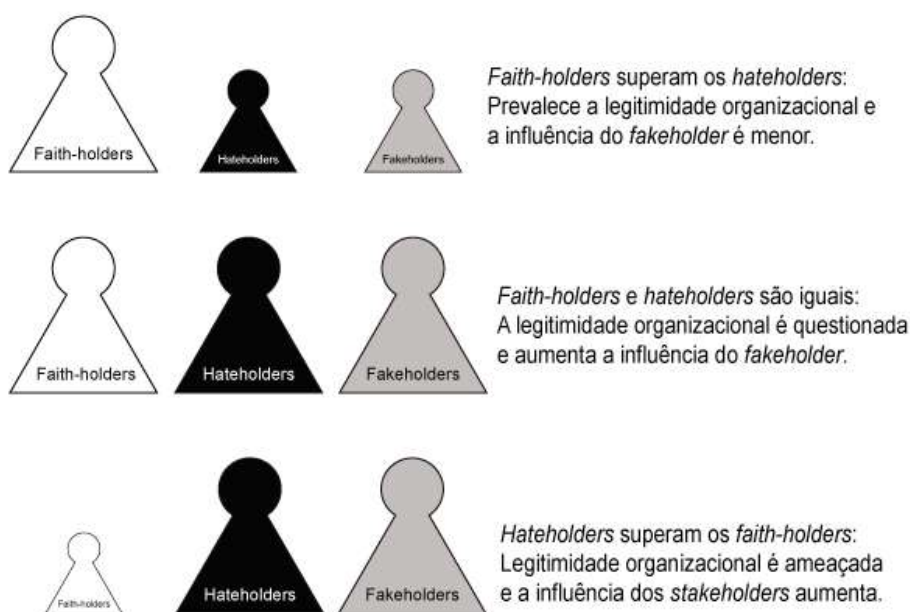 Faith-holders
Hateholders
Fakeholders
Faith-holders superam os hateholders:
Prevalece a legitimidade organizacional e
a influência do fakeholder é menor.
Faith-holders
Hateholders
Fakeholders
Faith-holders e hateholders são iguais:
A legitimidade organizacional é questionada
e aumenta a influência do fakeholder.
Faith-holders
Hateholders
Fakeholders
Hateholders superam os faith-holders:
Legitimidade organizacional é ameaçada
e a influência dos stakeholders aumenta.